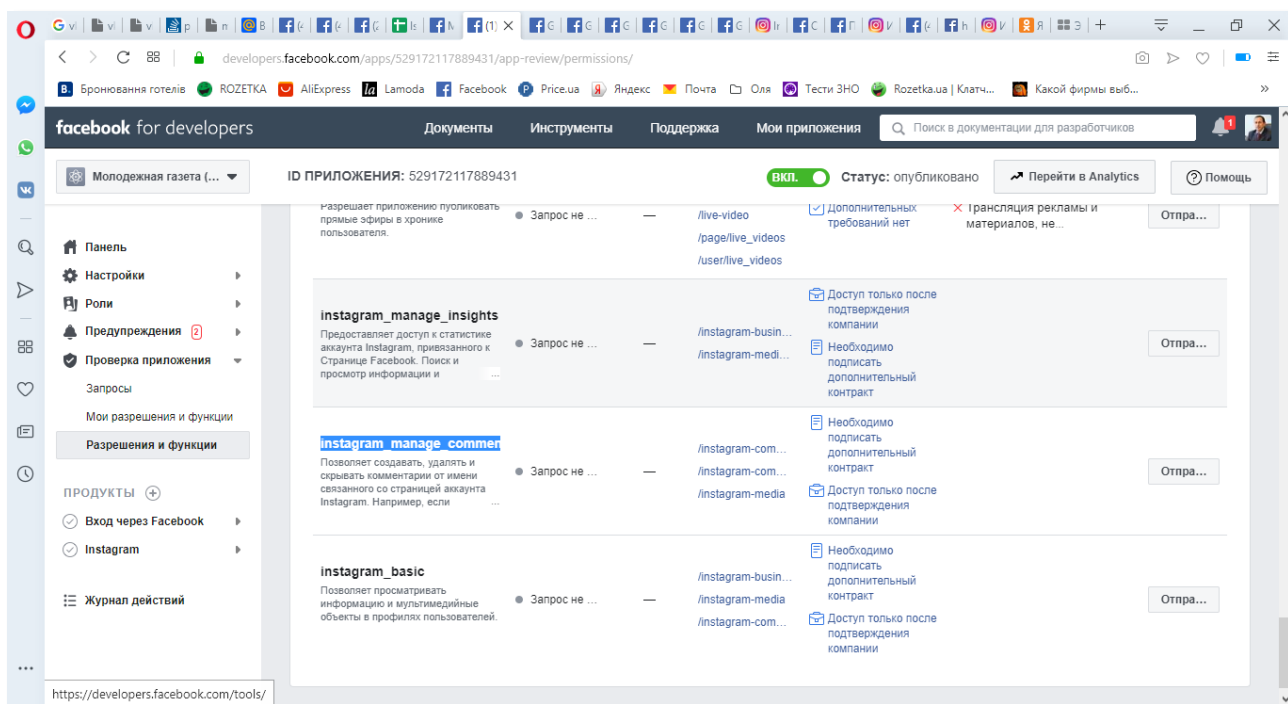 G vi
vl
v
p
n
B
(
(
(
Is
M
(1)
G
G
G
G
G
G
Ir
C
Г
V
(
h
V
Я
Э
developers.facebook.com/apps/529172117889431/app-review/permissions/
B. Бронювання готелів ROZETKA AliExpress la Lamoda Facebook Price.ua Яндекс Почта Оля Тести ЗНО Rozetka.ua | Клатч... Какой фирмы выб... »
facebook for developers Документы Инструменты Поддержка Мои приложения Поиск в документации для разработчиков 1
Молодежная газета (... ID ПРИЛОЖЕНИЯ: 529172117889431 ВКЛ. Статус: опубликовано Перейти в Analytics Помощь
Панель
Настройки
Роли
Предупреждения 2
Проверка приложения
Запросы
Мои разрешения и функции
Разрешения и функции
ПРОДУКТЫ
Вход через Facebook
Instagram
Журнал действий
Разрешает приложению публиковать
прямые эфиры в хронике
пользователя.
Запрос не ...
—
/live-video
/page/live_videos
/user/live_videos
Дополнительных
требований нет
Трансляция рекламы и
материалов, не...
Отпра...
instagram_manage_insights
Предоставляет доступ к статистике
аккаунта Instagram, привязанного к
Странице Facebook. Поиск и
просмотр информации и ...
Запрос не ...
—
/instagram-busin...
/instagram-medi...
Доступ только после
подтверждения
компании
Необходимо
подписать
дополнительный
контракт
Отпра...
instagram_manage_commen
Позволяет создавать, удалять и
скрывать комментарии от имени
связанного со страницей аккаунта
Instagram. Например, если ...
Запрос не ...
—
/instagram-com...
/instagram-com...
/instagram-media
Необходимо
подписать
дополнительный
контракт
Доступ только после
подтверждения
компании
Отпра...
instagram_basic
Позволяет просматривать
информацию и мультимедийные
объекты в профилях пользователей.
Запрос не ...
—
/instagram-busin...
/instagram-media
/instagram-com...
Необходимо
подписать
дополнительный
контракт
Доступ только после
подтверждения
компании
Отпра...
https://developers.facebook.com/tools/